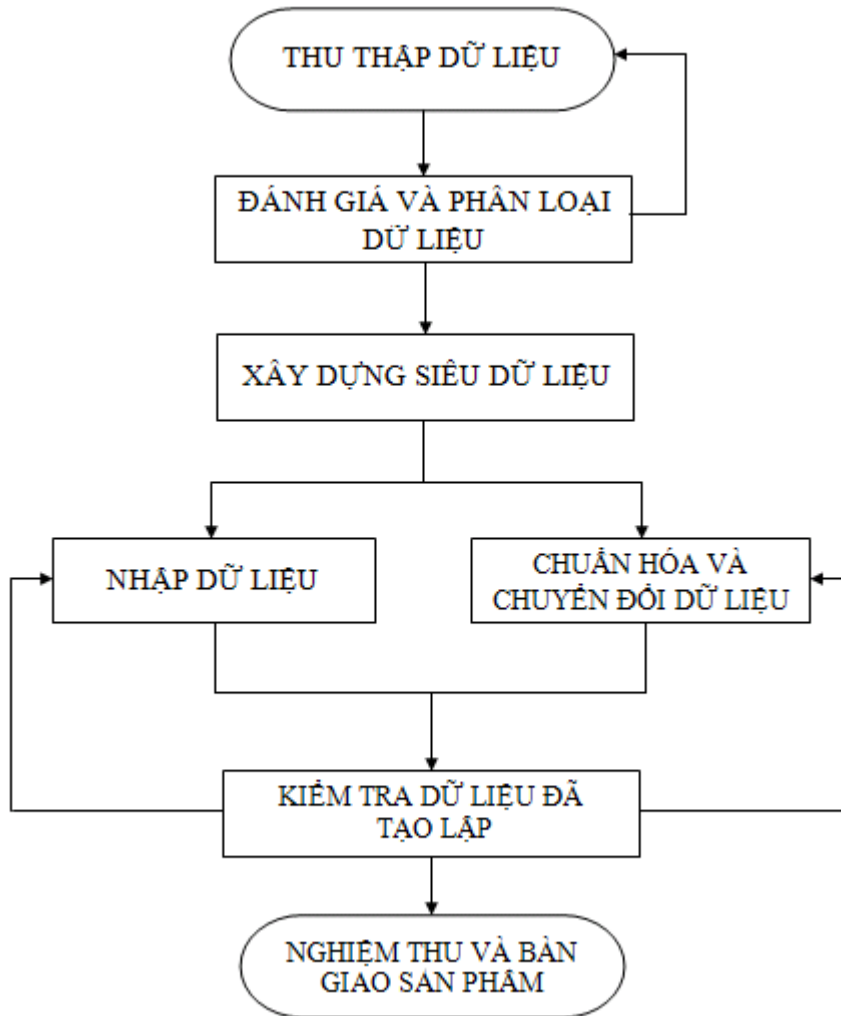 THU THẬP DỮ LIỆU
ĐÁNH GIÁ VÀ PHÂN LOẠI
DỮ LIỆU
XÂY DỰNG SIÊU DỮ LIỆU
NHẬP DỮ LIỆU
CHUẨN HÓA VÀ
CHUYỂN ĐỔI DỮ LIỆU
KIỂM TRA DỮ LIỆU ĐÃ
TẠO LẬP
NGHIỆM THU VÀ BÀN
GIAO SẢN PHẨM